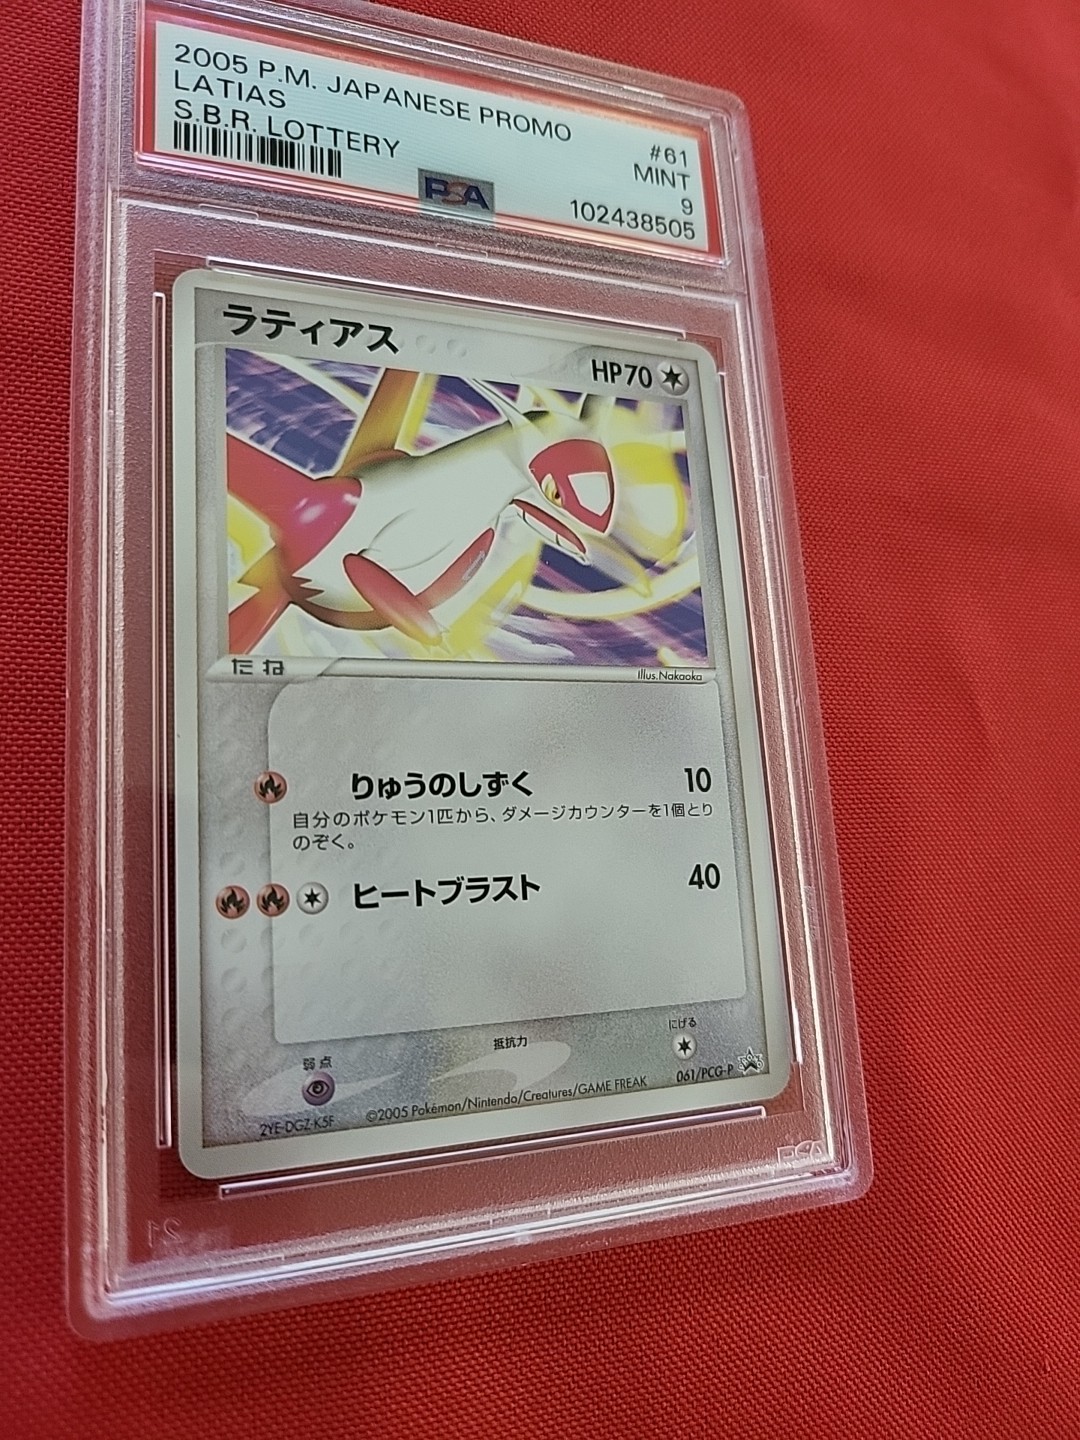 2005 P.M. JAPANESE PROMO
LATIAS
S.B.R. LOTTERY
#61
MINT
9
PSA
102438505
ラティアス
HP70
たね
Illus.Nakaoka
りゅうのしずく 10
自分のポケモン1匹から、ダメージカウンターを1個とり
のぞく。
ヒートブラスト 40
弱点
抵抗力
にげる
2YE-DGZ-K5F
©2005 Pokémon/Nintendo/Creatures/GAME FREAK
061/PCG-P
PSA